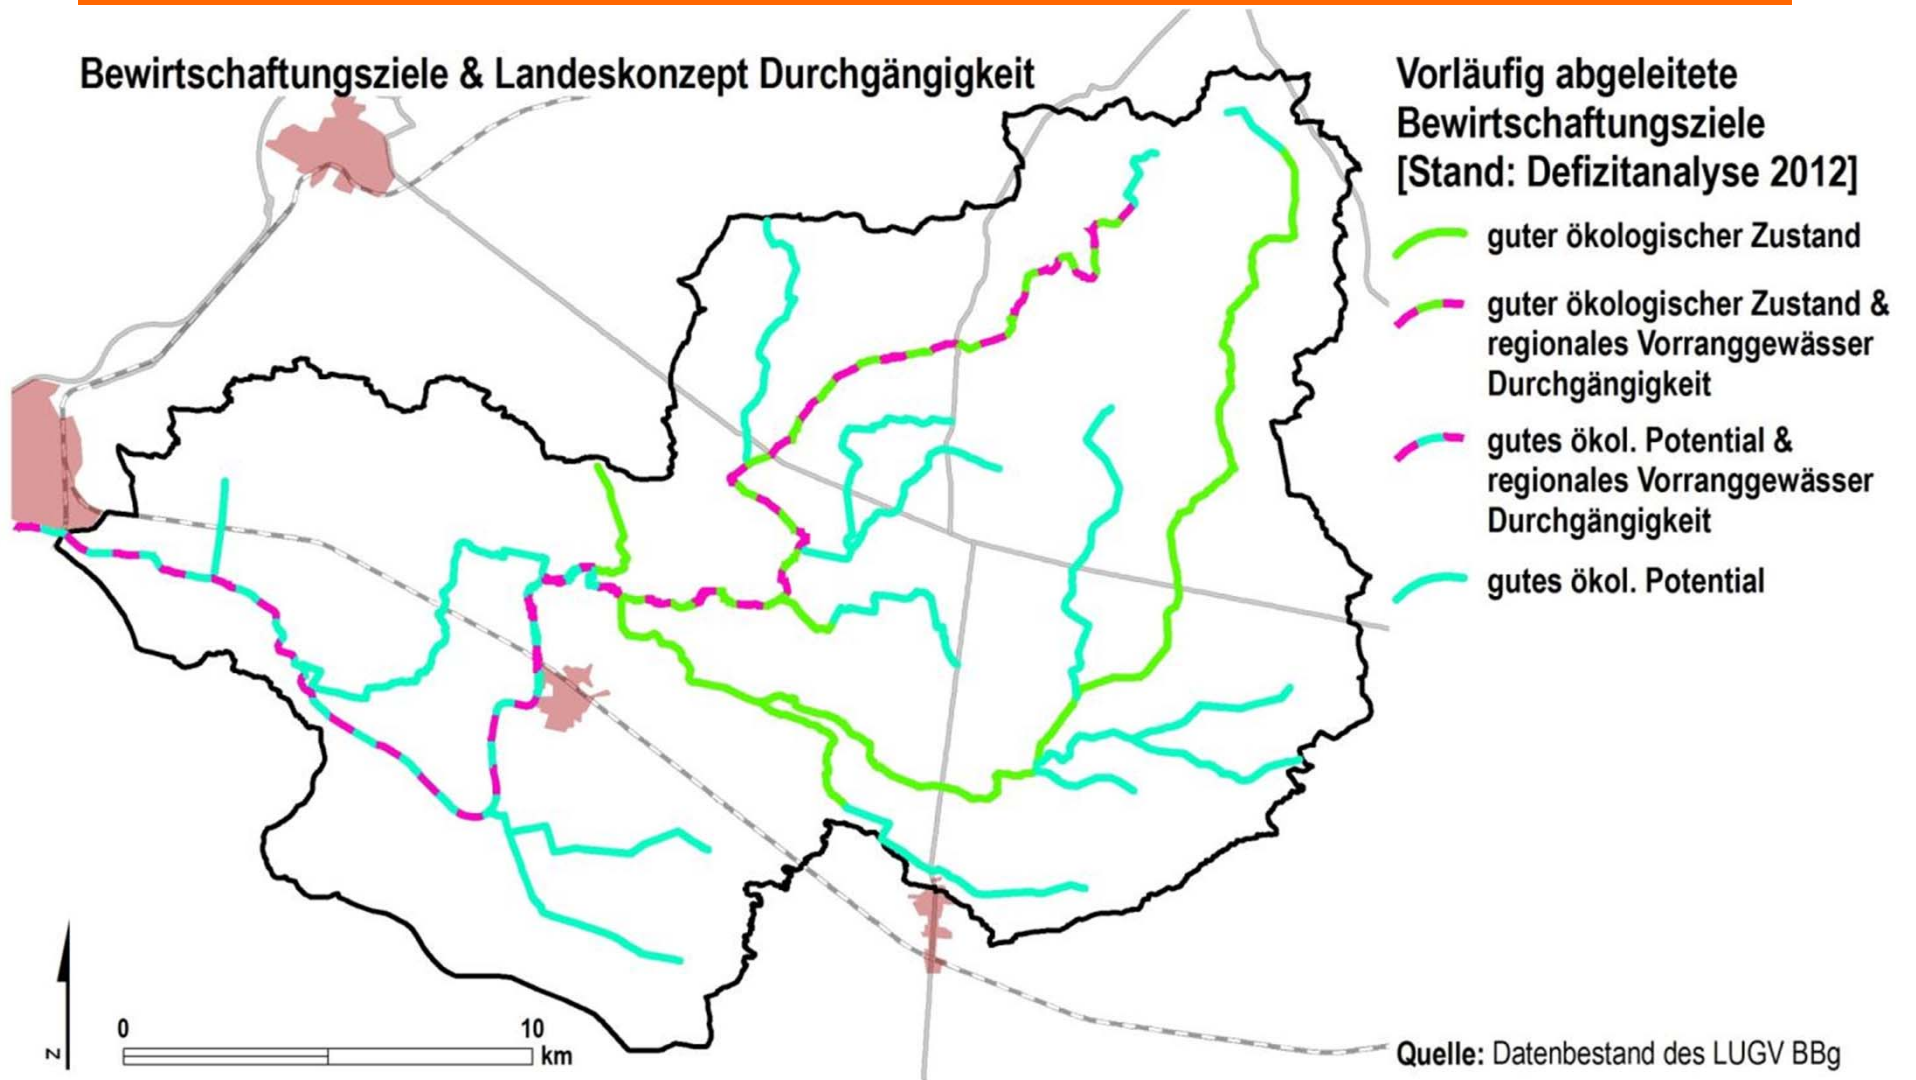 Bewirtschaftungsziele & Landeskonzept Durchgängigkeit
Vorläufig abgeleitete
Bewirtschaftungsziele
[Stand: Defizitanalyse 2012]
guter ökologischer Zustand
guter ökologischer Zustand &
regionales Vorranggewässer
Durchgängigkeit
gutes ökol. Potential &
regionales Vorranggewässer
Durchgängigkeit
gutes ökol. Potential
N
0 10
km
Quelle: Datenbestand des LUGV BBg